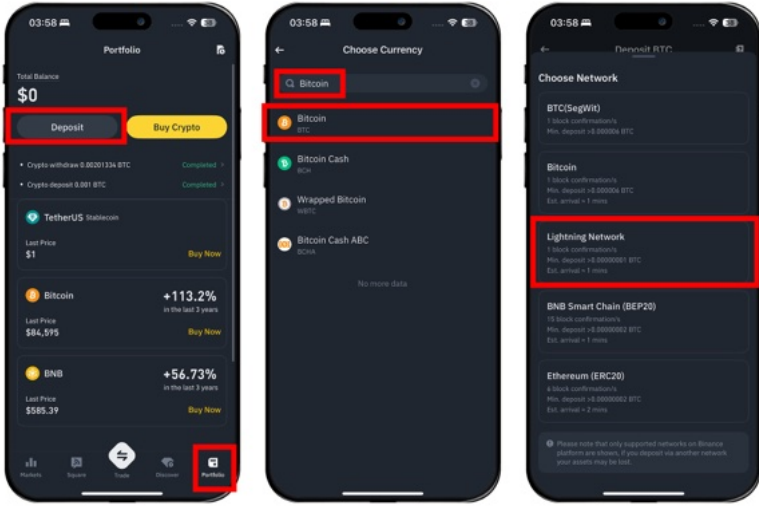 03:58
Portfolio
Total Balance
$0
Deposit
Buy Crypto
• Crypto withdraw 0.00201334 BTC Completed >
• Crypto deposit 0.001 BTC Completed >
TetherUS Stablecoin
Last Price
$1
Buy Now
Bitcoin
+113.2%
in the last 3 years
Last Price
$84,595
Buy Now
BNB
+56.73%
in the last 3 years
Last Price
$585.39
Buy Now
Markets
Square
Trade
Discover
Portfolio
03:58
Choose Currency
Bitcoin
Bitcoin
BTC
Bitcoin Cash
BCH
Wrapped Bitcoin
WBTC
Bitcoin Cash ABC
BCHA
No more data
03:58
Deposit BTC
Choose Network
BTC(SegWit)
1 block confirmation/s
Min. deposit >0.000006 BTC
Bitcoin
1 block confirmation/s
Min. deposit >0.000006 BTC
Est. arrival ≈ 1 mins
Lightning Network
1 block confirmation/s
Min. deposit >0.00000001 BTC
Est. arrival ≈ 1 mins
BNB Smart Chain (BEP20)
15 block confirmation/s
Min. deposit >0.00000002 BTC
Est. arrival ≈ 1 mins
Ethereum (ERC20)
6 block confirmation/s
Min. deposit >0.00000002 BTC
Est. arrival ≈ 2 mins
Please note that only supported networks on Binance
platform are shown, if you deposit via another network
your assets may be lost.